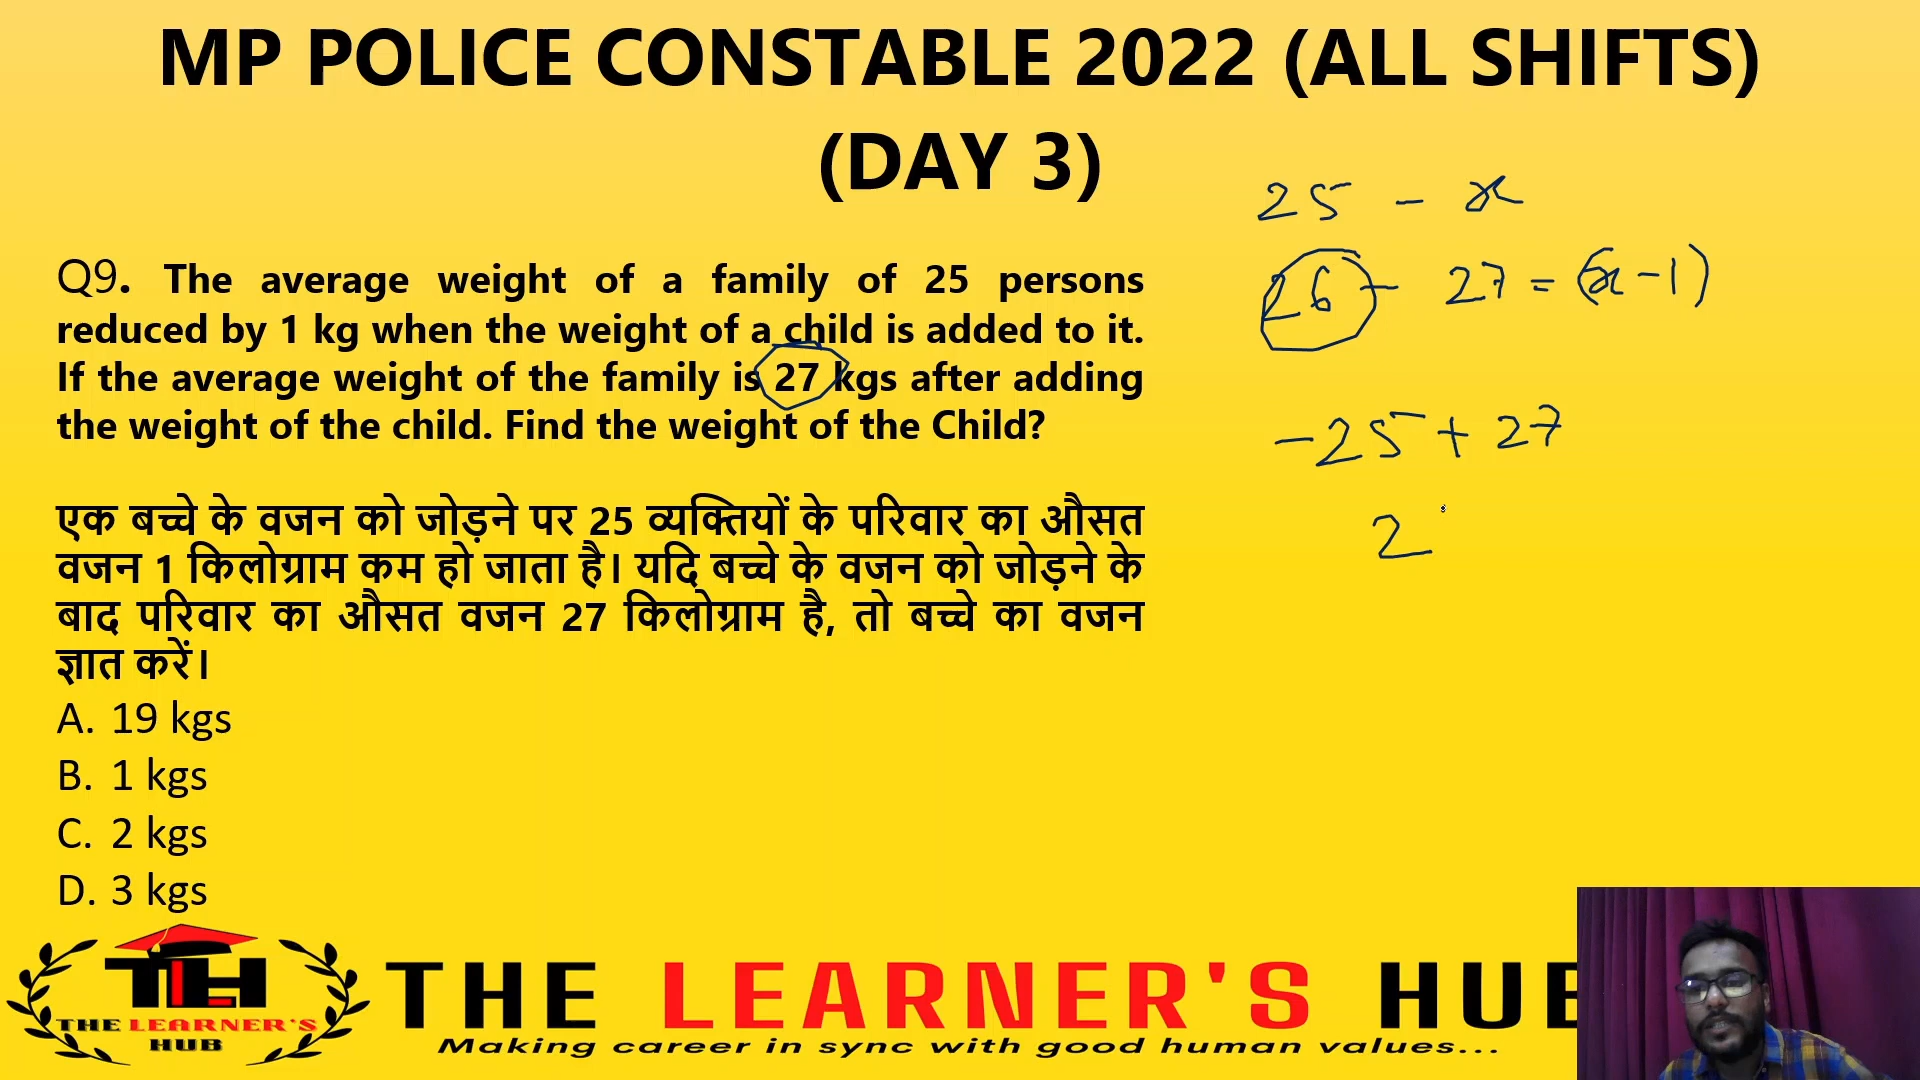 MP POLICE CONSTABLE 2022 (ALL SHIFTS)
(DAY 3)
25 - x
26 - 27 = (x - 1)
Q9. The average weight of a family of 25 persons
reduced by 1 kg when the weight of a child is added to it.
If the average weight of the family is 27 kgs after adding
the weight of the child. Find the weight of the Child?
-25 + 27
2
एक बच्चे के वजन को जोड़ने पर 25 व्यक्तियों के परिवार का औसत
वजन 1 किलोग्राम कम हो जाता है। यदि बच्चे के वजन को जोड़ने के
बाद परिवार का औसत वजन 27 किलोग्राम है, तो बच्चे का वजन
ज्ञात करें।
A. 19 kgs
B. 1 kgs
C. 2 kgs
D. 3 kgs
TLH
THE LEARNER'S
HUB
THE LEARNER'S HUB
Making career in sync with good human values...